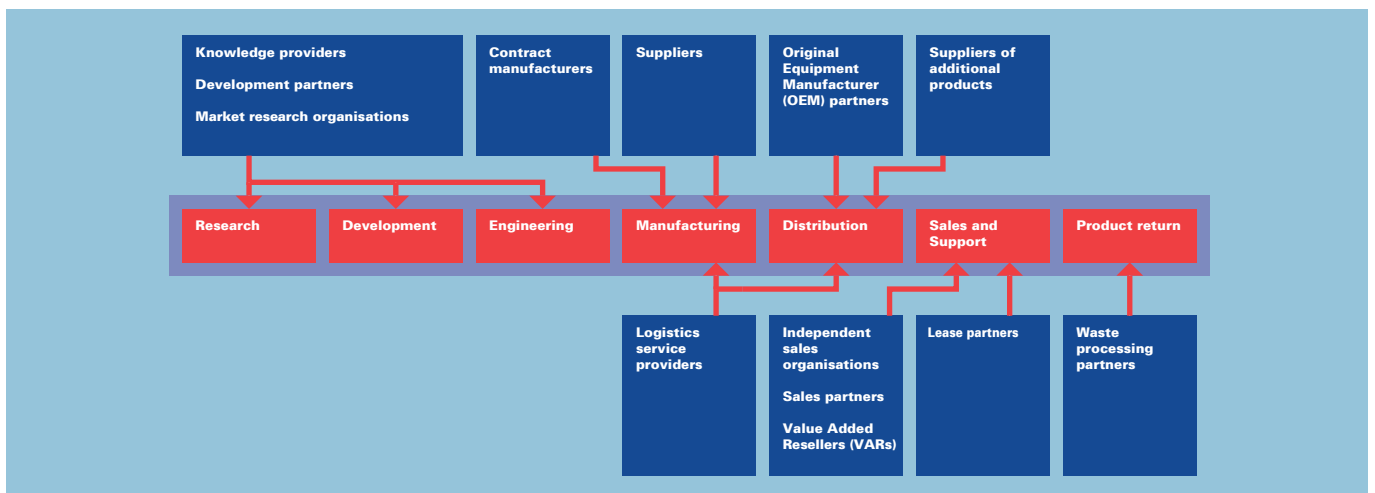 Knowledge providers
Development partners
Market research organisations
Contract
manufacturers
Suppliers
Original
Equipment
Manufacturer
(OEM) partners
Suppliers of
additional
products
Research
Development
Engineering
Manufacturing
Distribution
Sales and
Support
Product return
Logistics
service
providers
Independent
sales
organisations
Sales partners
Value Added
Resellers (VARs)
Lease partners
Waste
processing
partners